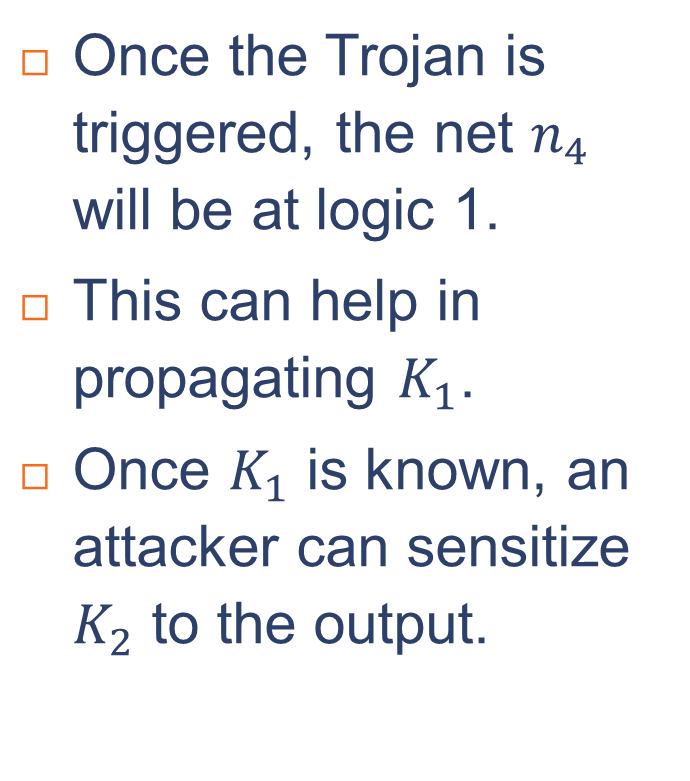 Once the Trojan is
triggered, the net n₄
will be at logic 1.
This can help in
propagating K₁.
Once K₁ is known, an
attacker can sensitize
K₂ to the output.